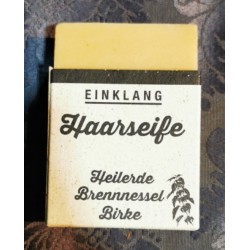 EINKLANG
Haarseife
Heilerde
Brennnessel
Birke